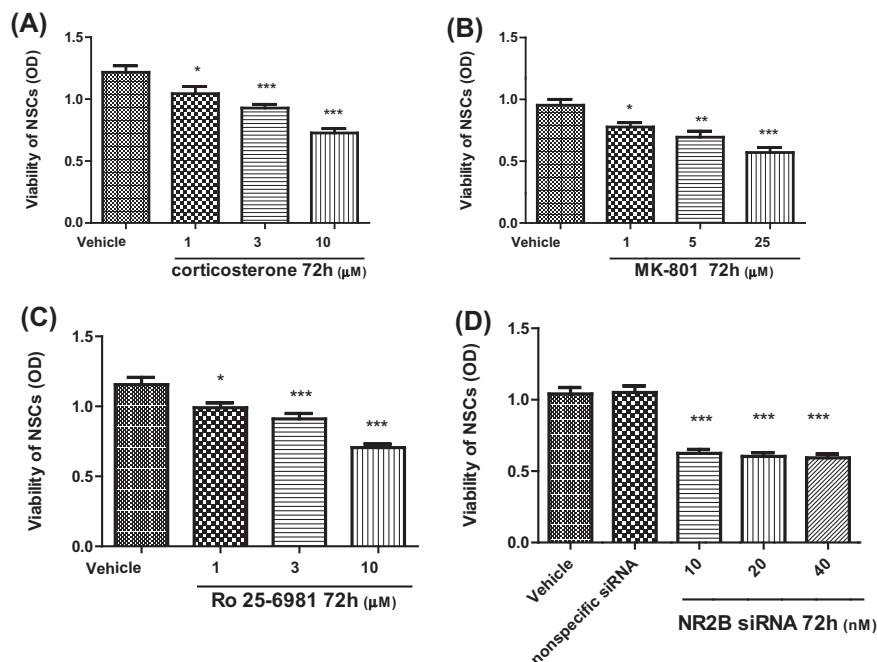 (A)
Viability of NSCs (OD)
1.5
1.0
0.5
0.0
*
***
***
Vehicle
1
3
10
corticosterone 72h (µM)
(B)
Viability of NSCs (OD)
1.5
1.0
0.5
0.0
*
**
***
Vehicle
1
5
25
MK-801 72h (µM)
(C)
Viability of NSCs (OD)
1.5
1.0
0.5
0.0
*
***
***
Vehicle
1
3
10
Ro 25-6981 72h (µM)
(D)
Viability of NSCs (OD)
1.5
1.0
0.5
0.0
***
***
***
Vehicle
nonspecific siRNA
10
20
40
NR2B siRNA 72h (nM)